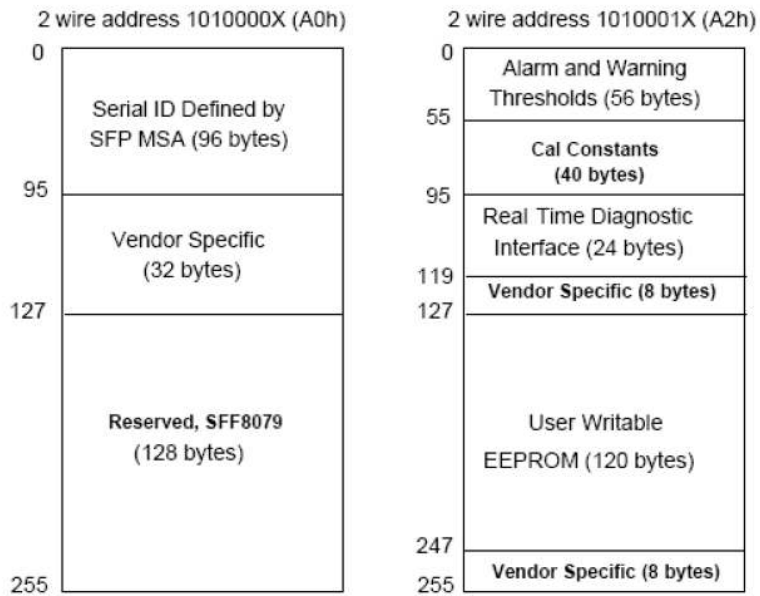 2 wire address 1010000X (A0h)
0
Serial ID Defined by
SFP MSA (96 bytes)
95
Vendor Specific
(32 bytes)
127
Reserved, SFF8079
(128 bytes)
255
2 wire address 1010001X (A2h)
0
Alarm and Warning
Thresholds (56 bytes)
55
Cal Constants
(40 bytes)
95
Real Time Diagnostic
Interface (24 bytes)
119
Vendor Specific (8 bytes)
127
User Writable
EEPROM (120 bytes)
247
Vendor Specific (8 bytes)
255